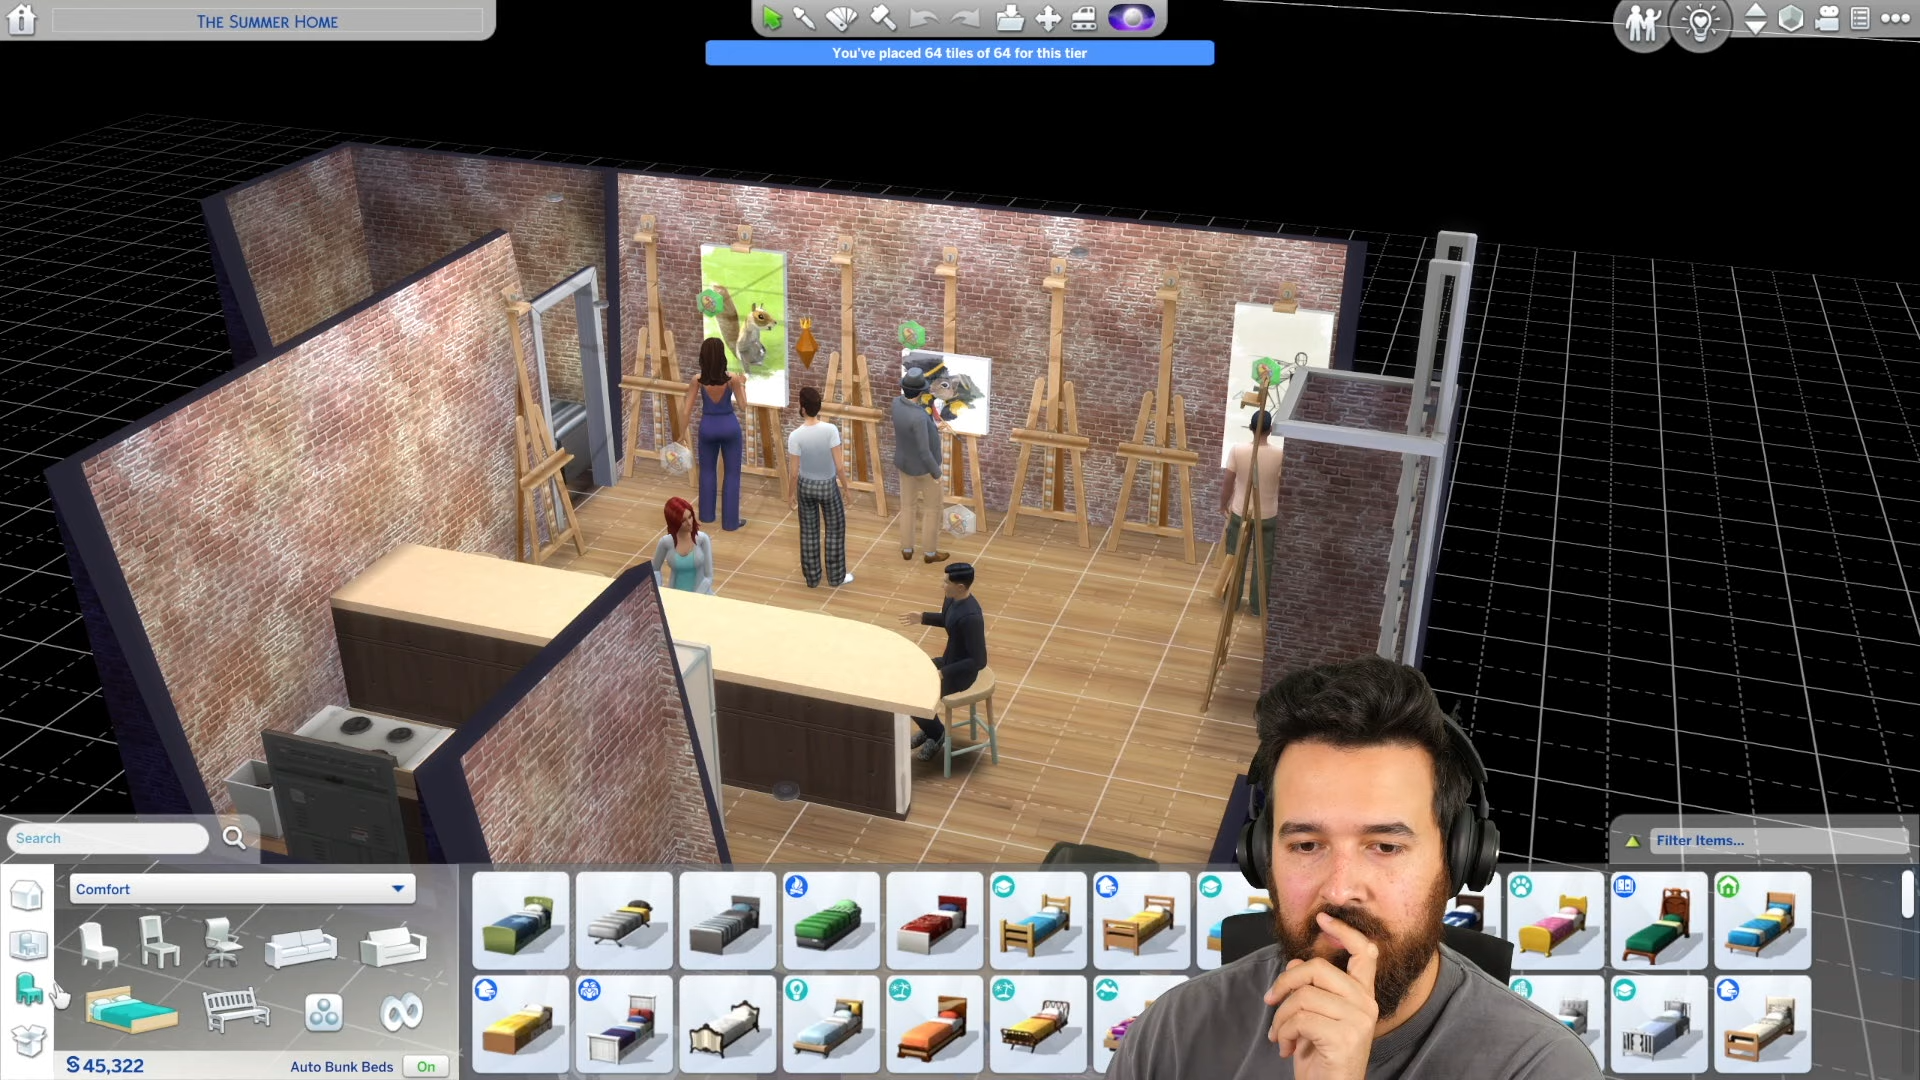 THE SUMMER HOME
You've placed 64 tiles of 64 for this tier
Search
Filter Items...
Comfort
§45,322
Auto Bunk Beds
On